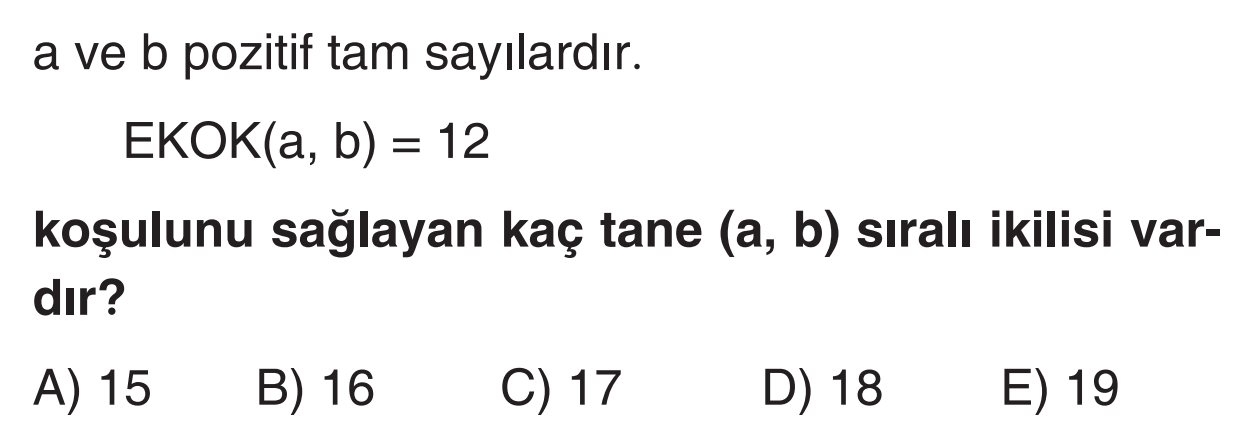 a ve b pozitif tam sayılardır.
EKOK(a, b) = 12
koşulunu sağlayan kaç tane (a, b) sıralı ikilisi var-
dır?
A) 15 B) 16 C) 17 D) 18 E) 19